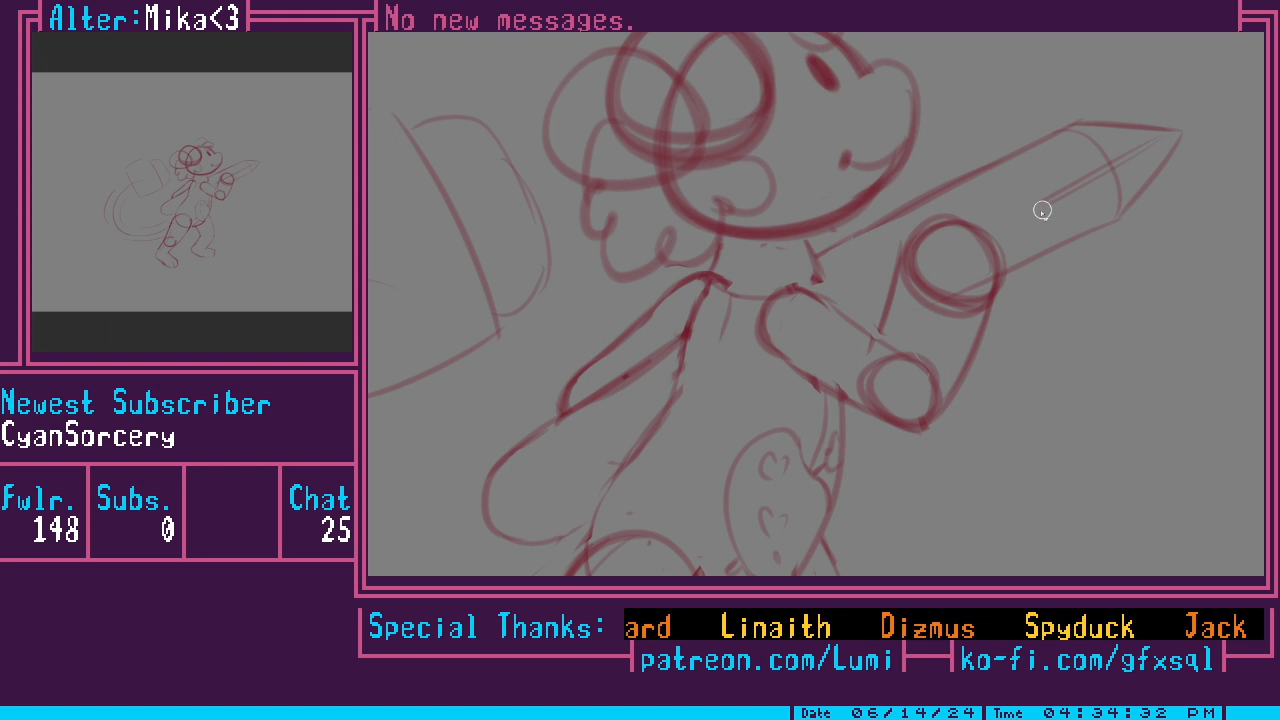 Alter:Mika<3
No new messages.
Newest Subscriber
CyanSorcery
Fwlr. Subs. Chat
148 0 25
Special Thanks: ard Linaith Dizmus Spyduck Jack
patreon.com/Lumi ko-fi.com/gfxsql
Date 06/14/24 Time 04:34:32 PM